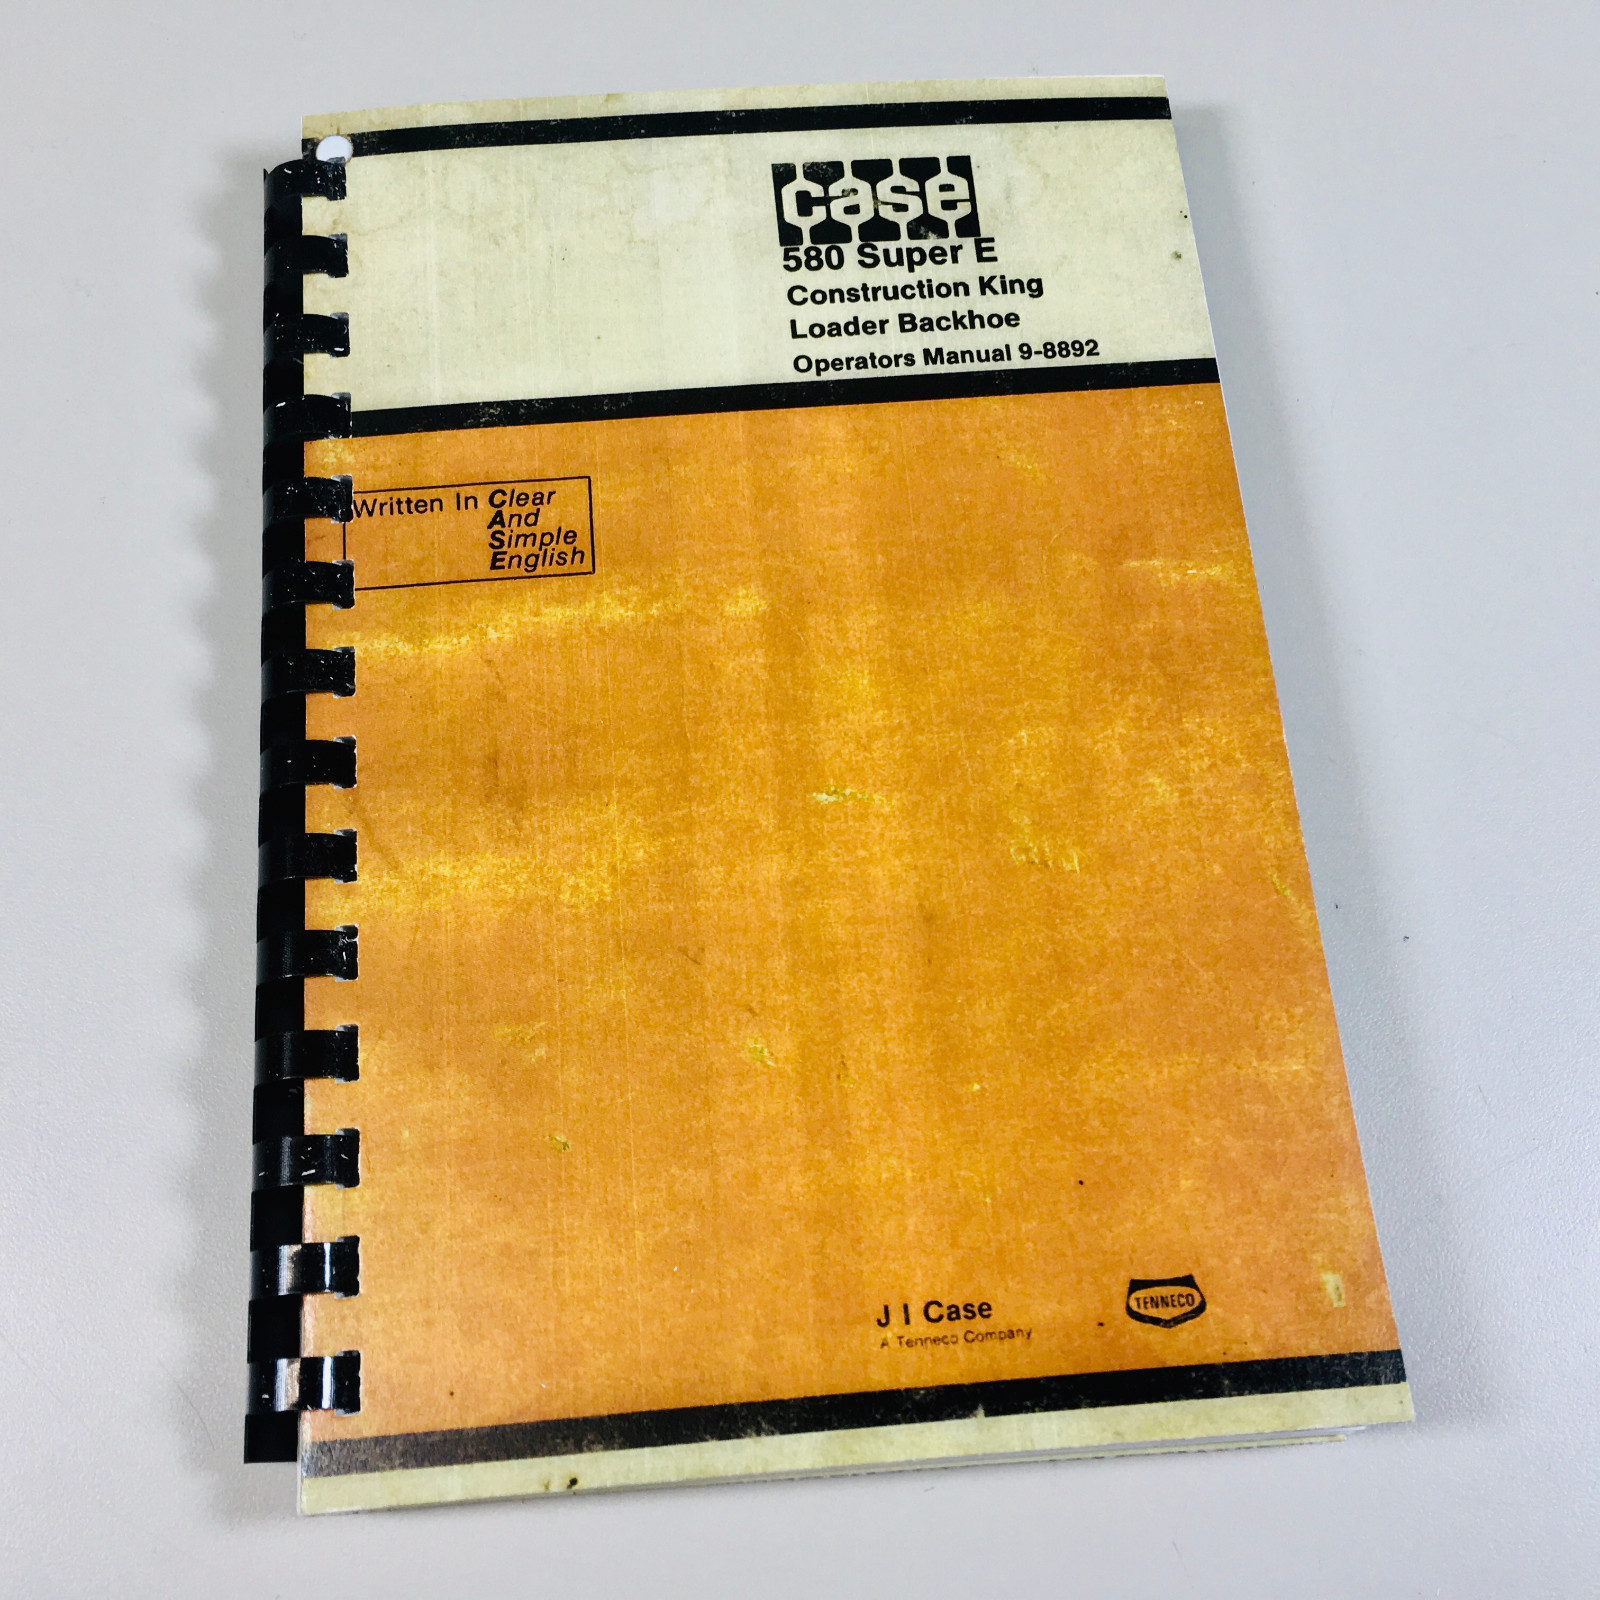 case
580 Super E
Construction King
Loader Backhoe
Operators Manual 9-8892
Written In Clear
And
Simple
English
J I Case
A Tenneco Company
TENNECO